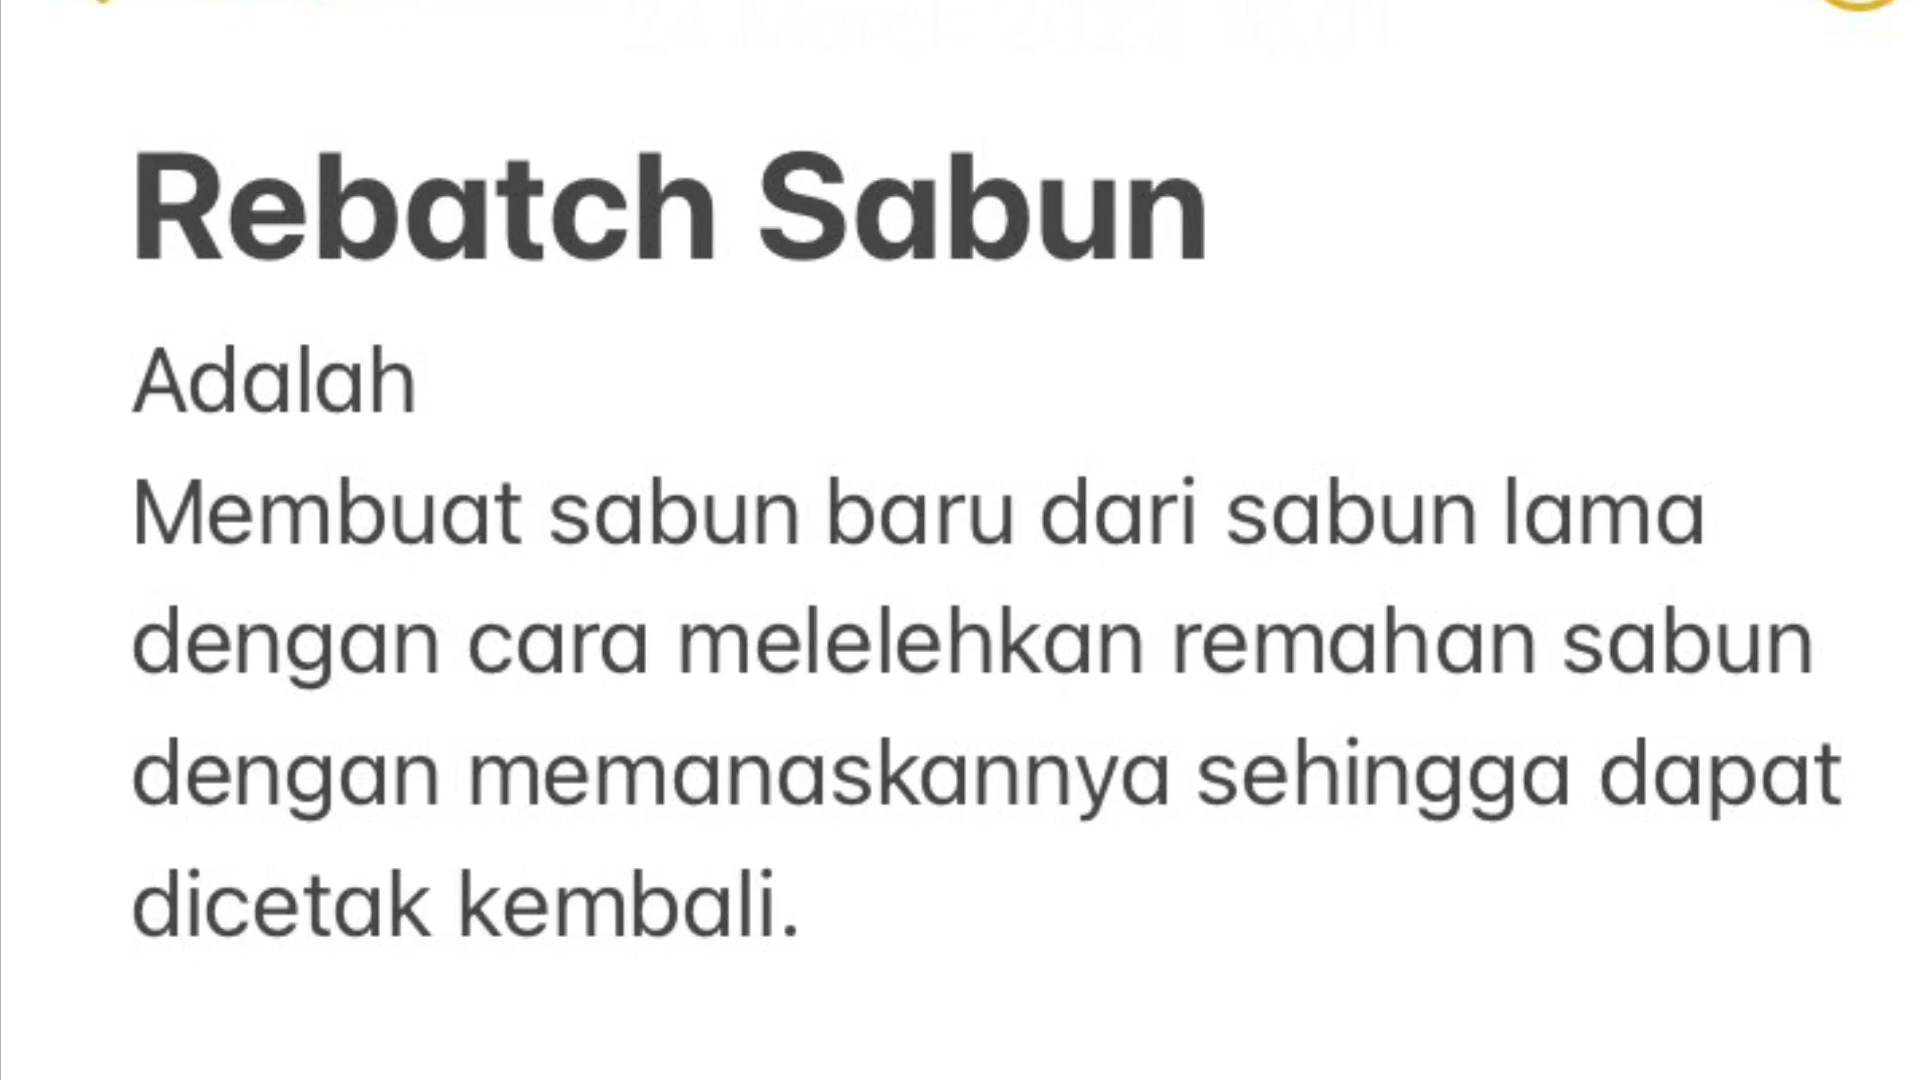 Rebatch Sabun
Adalah
Membuat sabun baru dari sabun lama
dengan cara melelehkan remahan sabun
dengan memanaskannya sehingga dapat
dicetak kembali.